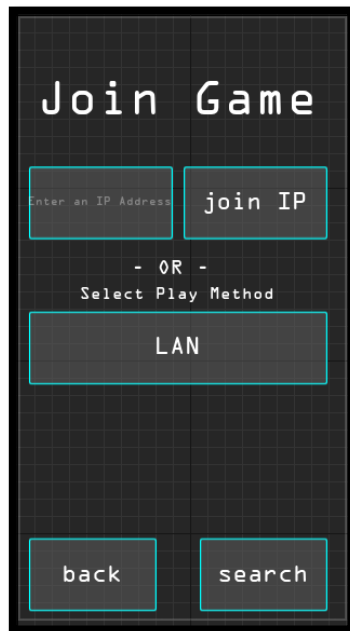 Join Game
Enter an IP Address
join IP
- OR -
Select Play Method
LAN
back
search